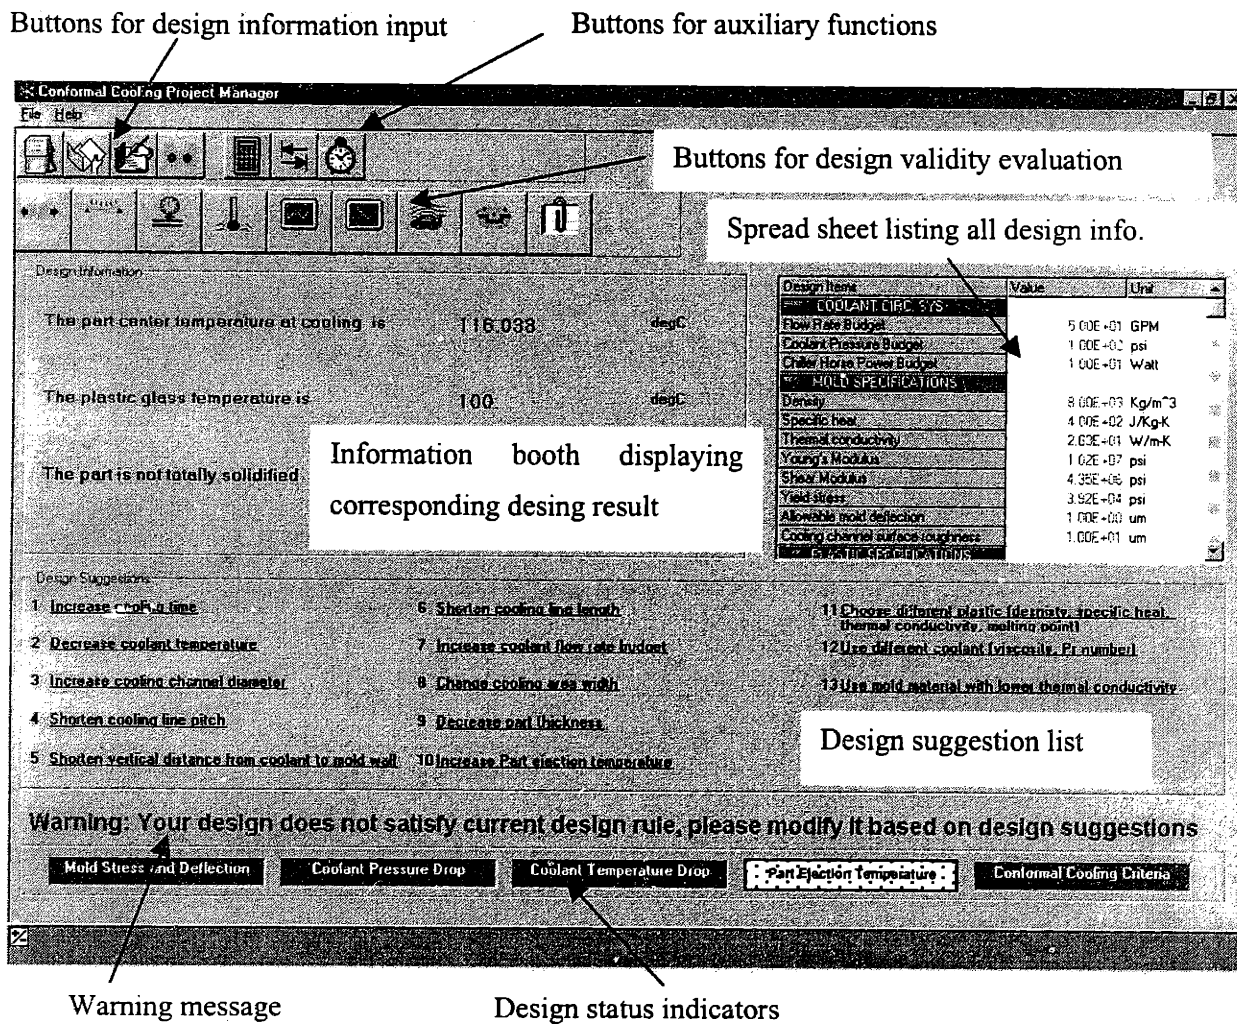 Buttons for design information input
Buttons for auxiliary functions
Conformal Cooling Project Manager
File Help
Buttons for design validity evaluation
Spread sheet listing all design info.
Design Information
The part center temperature at cooling is 116.038 degC
The plastic glass temperature is 100 degC
The part is not totally solidified
Information booth displaying
corresponding desing result
Design Items Value Unit
COOLANT CIRC. SYS
Flow Rate Budget 5.00E+01 GPM
Coolant Pressure Budget 1.00E+02 psi
Chiller Horse Power Budget 1.00E+01 Watt
MOLD SPECIFICATIONS
Density 8.00E+03 Kg/m^3
Specific heat 4.00E+02 J/Kg-K
Thermal conductivity W/m-K
Young's Modulus 1.02E+07 psi
Shear Modulus psi
Yield stress 3.92E+04 psi
Allowable mold deflection 1.00E+00 um
Cooling channel surface roughness 1.00E+01 um
Design Suggestions
1 Increase cooling time
2 Decrease coolant temperature
3 Increase cooling channel diameter
4 Shorten cooling line pitch
5 Shorten vertical distance from coolant to mold wall
6 Shorten cooling line length
7 Increase coolant flow rate budget
8 Change cooling area width
9 Decrease part thickness
10 Increase Part ejection temperature
11 Choose different plastic (densnity, specific heat,
thermal conductivity, melting point)
12 Use different coolant (viscosity, Pr number)
13 Use mold material with lower thermal conductivity
Design suggestion list
Warning: Your design does not satisfy current design rule, please modify it based on design suggestions
Mold Stress and Deflection
Coolant Pressure Drop
Coolant Temperature Drop
Part Ejection Temperature
Conformal Cooling Criteria
Warning message
Design status indicators